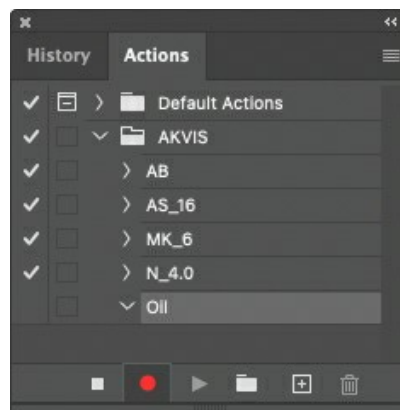 History Actions
Default Actions
AKVIS
AB
AS_16
MK_6
N_4.0
Oil